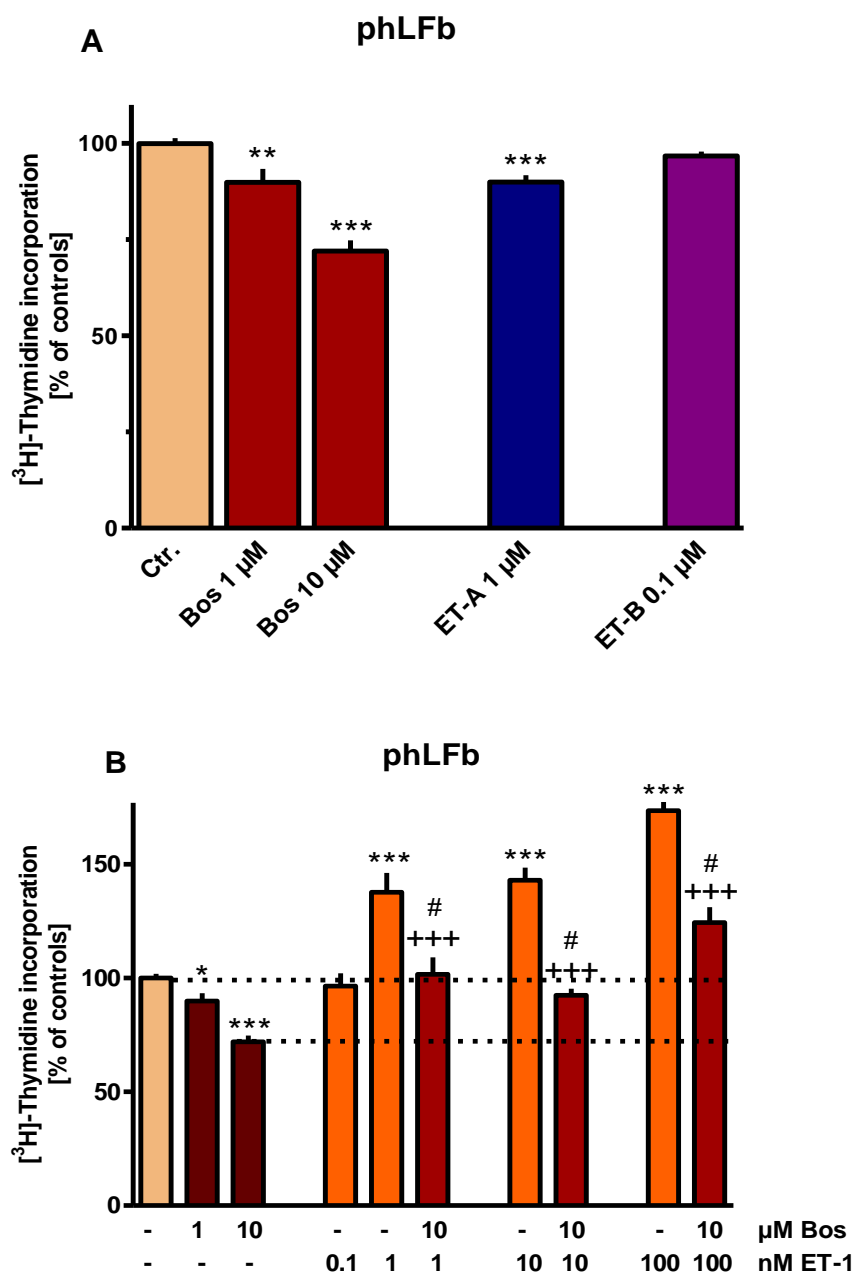 A
phLFb
[³H]-Thymidine incorporation
[% of controls]
100
50
0
**
***
***
Ctr.
Bos 1 µM
Bos 10 µM
ET-A 1 µM
ET-B 0.1 µM
B
phLFb
[³H]-Thymidine incorporation
[% of controls]
150
100
50
0
*
***
***
#
+++
***
#
+++
***
#
+++
- 1 10 - - 10 - 10 - 10 µM Bos
- - - 0.1 1 1 10 10 100 100 nM ET-1